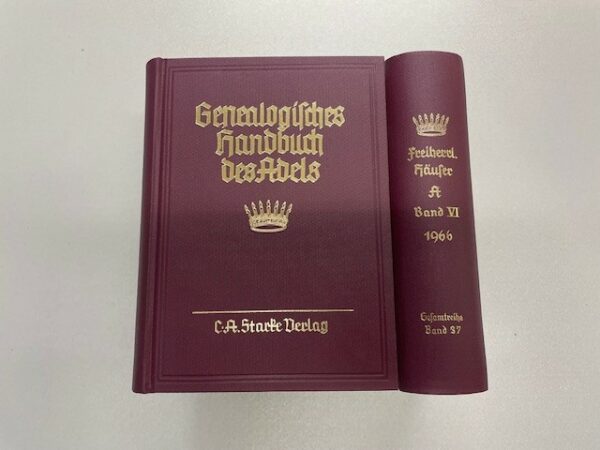 Genealogisches
Handbuch
des Adels
C.A. Starke Verlag
Freiherrl.
Häuser
A
Band VI
1966
Gesamtreihe
Band 37